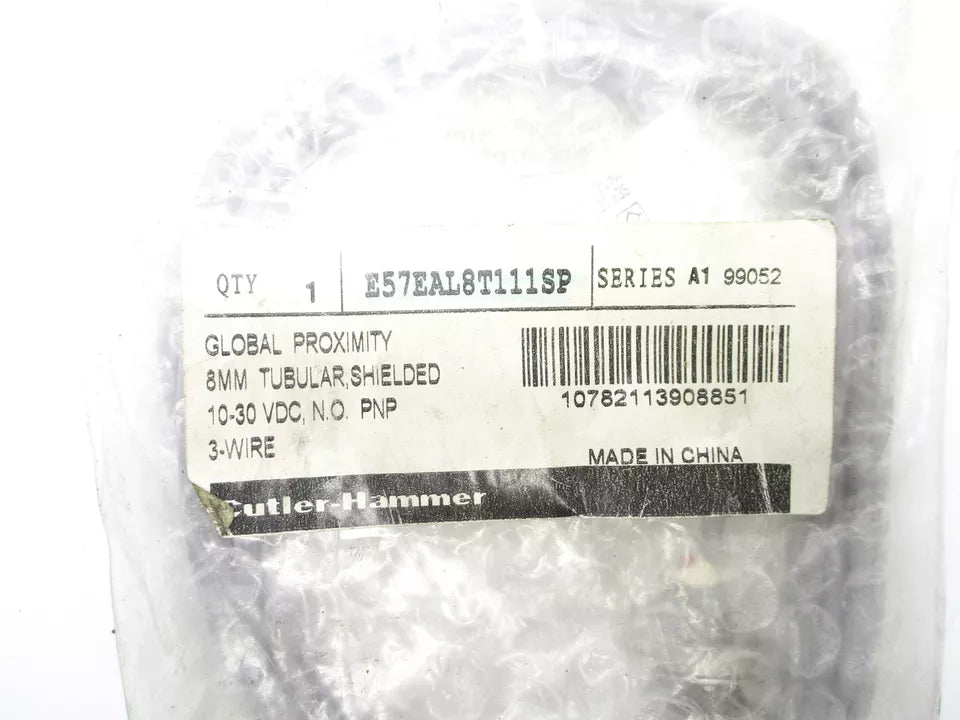 QTY 1 E57EAL8T111SP SERIES A1 99052
GLOBAL PROXIMITY
8MM TUBULAR,SHIELDED
10-30 VDC, N.O. PNP
3-WIRE
10782113908851
MADE IN CHINA
Cutler-Hammer